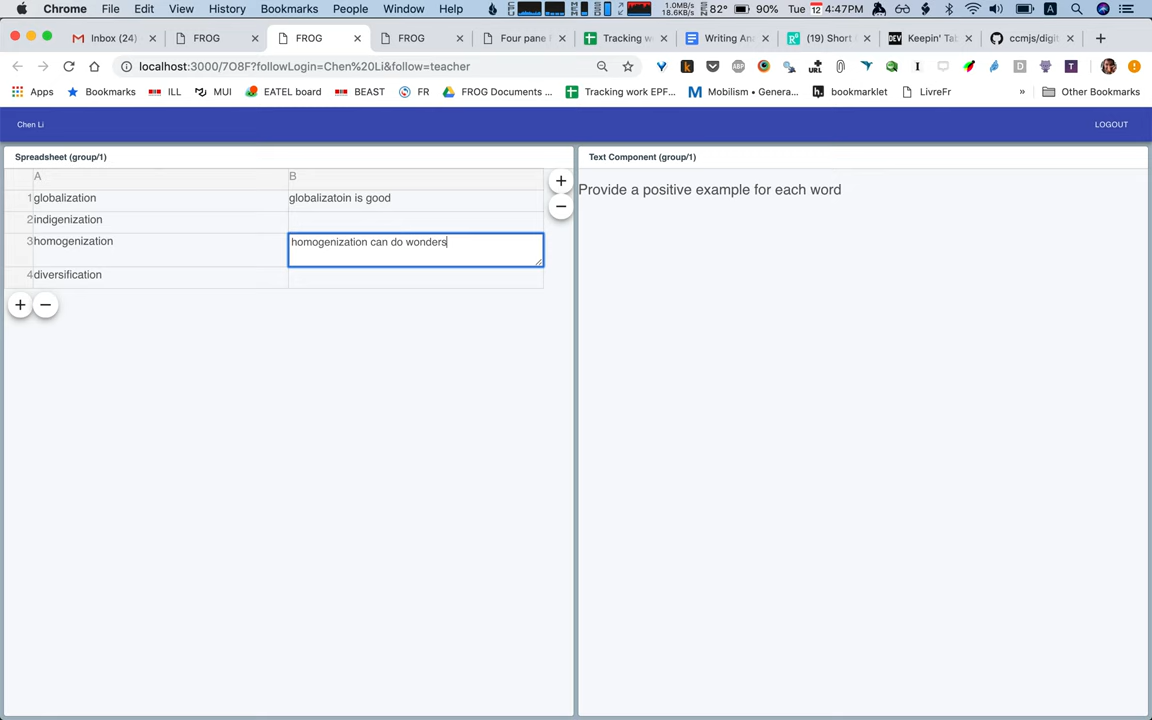 Chrome File Edit View History Bookmarks People Window Help 1.0MB/s 18.6KB/s 82° 90% Tue 12 4:47PM
Inbox (24) FROG FROG FROG Four pane Tracking w Writing An (19) Short Keepin' Ta ccmjs/digit
localhost:3000/7O8F?followLogin=Chen%20Li&follow=teacher
Apps Bookmarks ILL MUI EATEL board BEAST FR FROG Documents ... Tracking work EPF... Mobilism • Genera... bookmarklet LivreFr » Other Bookmarks
Chen Li LOGOUT
Spreadsheet (group/1) Text Component (group/1)
A B
Provide a positive example for each word
1 globalization globalizatoin is good
2 indigenization
3 homogenization homogenization can do wonders
4 diversification